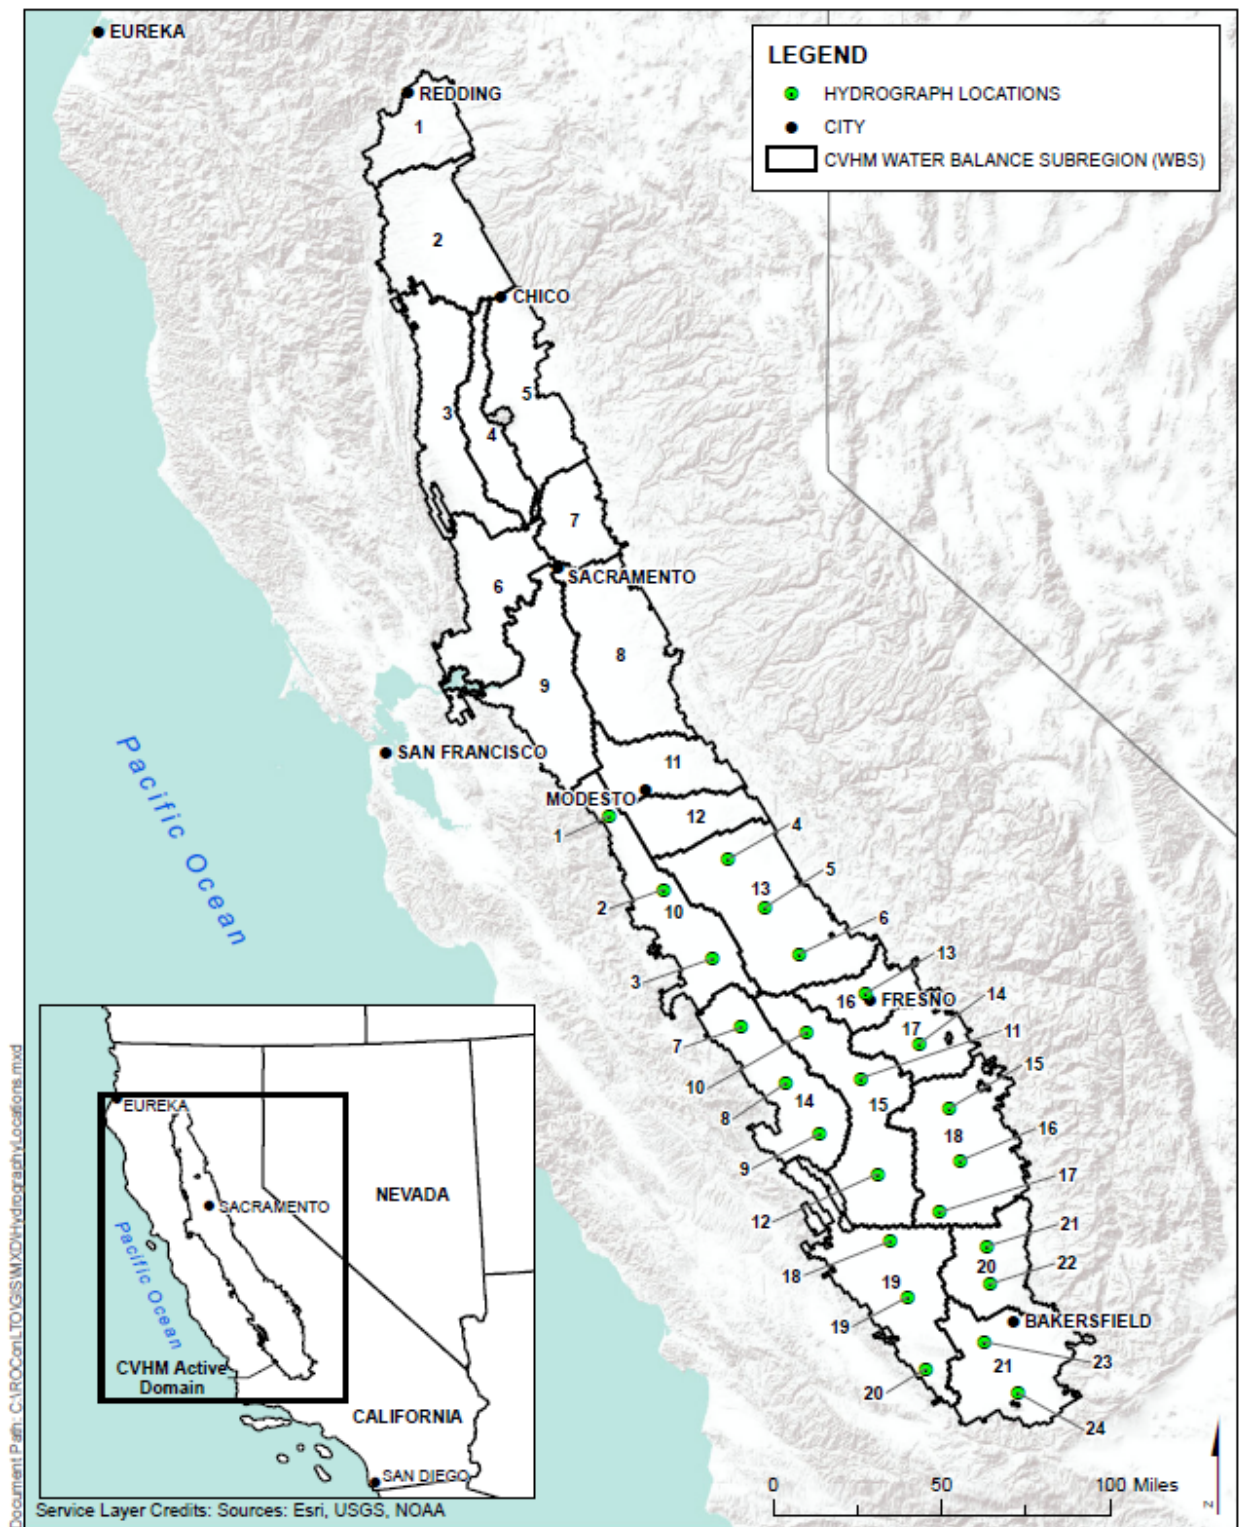 EUREKA
LEGEND
HYDROGRAPH LOCATIONS
CITY
CVHM WATER BALANCE SUBREGION (WBS)
REDDING
1
2
CHICO
3
4
5
7
SACRAMENTO
6
8
9
SAN FRANCISCO
11
MODESTO
12
1
4
13
5
2
10
6
3
13
16
FRESNO
14
17
11
7
10
15
8
14
15
18
16
9
17
12
21
20
22
18
19
19
BAKERSFIELD
23
21
20
24
Pacific Ocean
EUREKA
SACRAMENTO
NEVADA
Pacific Ocean
CVHM Active
Domain
CALIFORNIA
SAN DIEGO
0 50 100 Miles
N
Service Layer Credits: Sources: Esri, USGS, NOAA